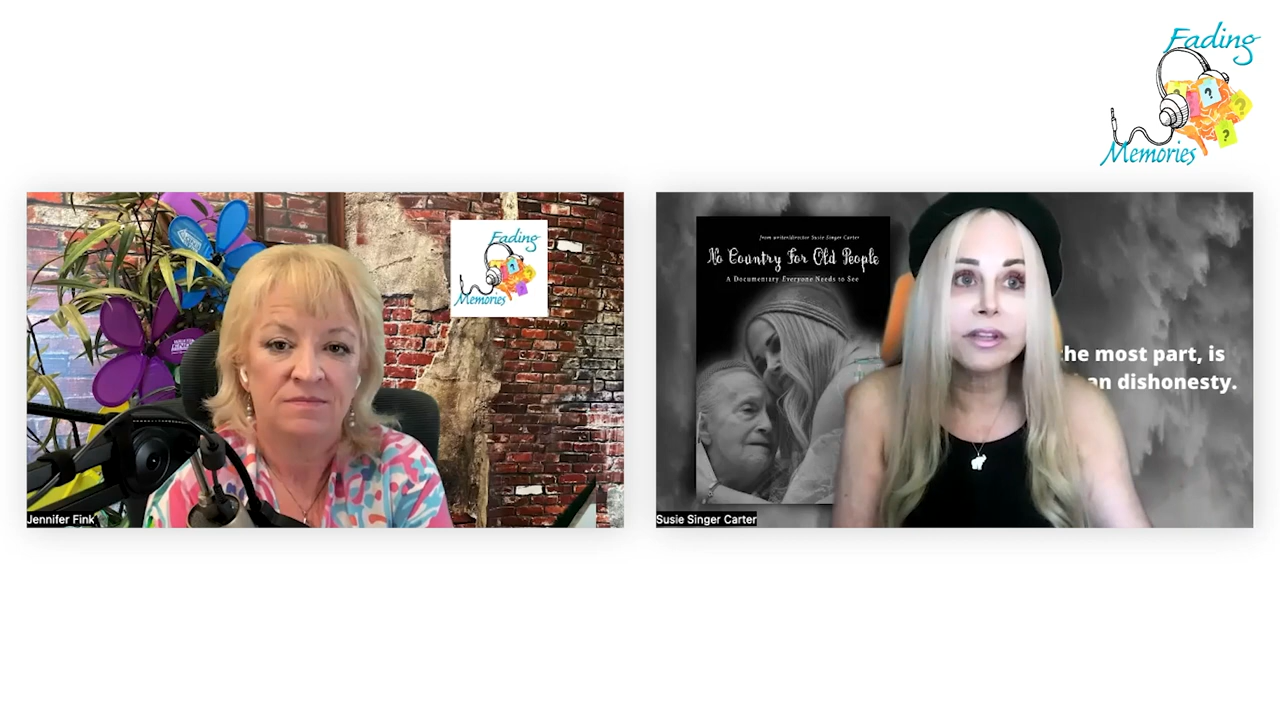 Fading
Memories
?
?
?
?
Fading
Memories
from writer/director Susie Singer Carter
No Country For Old People
A Documentary Everyone Needs to See
he most part, is
an dishonesty.
Jennifer Fink
Susie Singer Carter